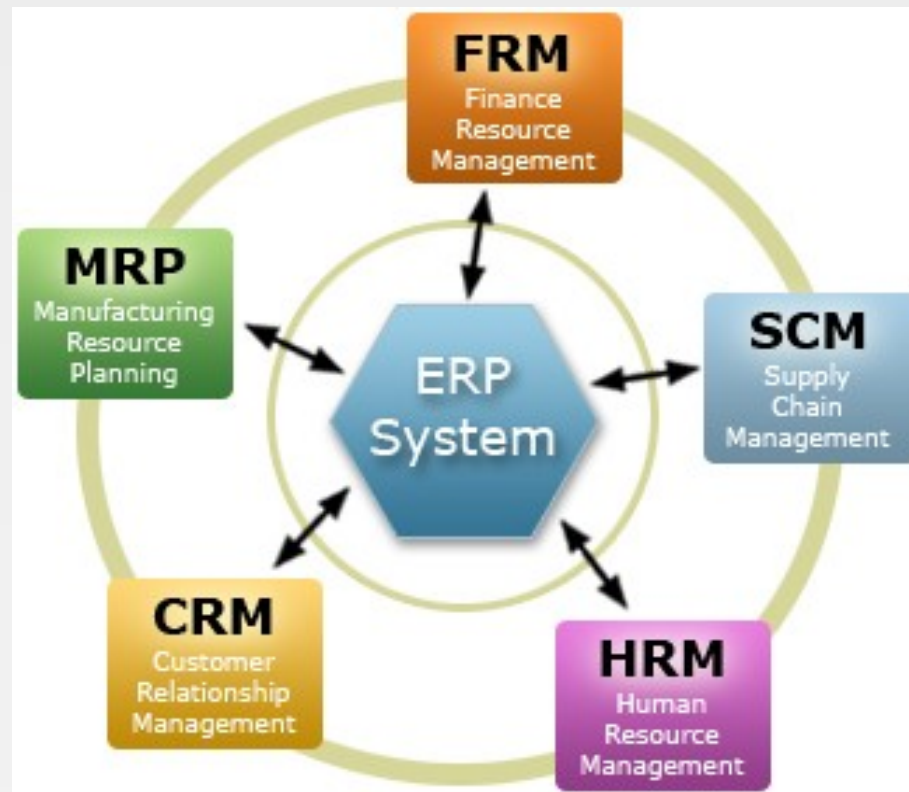 FRM
Finance
Resource
Management
MRP
Manufacturing
Resource
Planning
SCM
Supply
Chain
Management
ERP
System
CRM
Customer
Relationship
Management
HRM
Human
Resource
Management